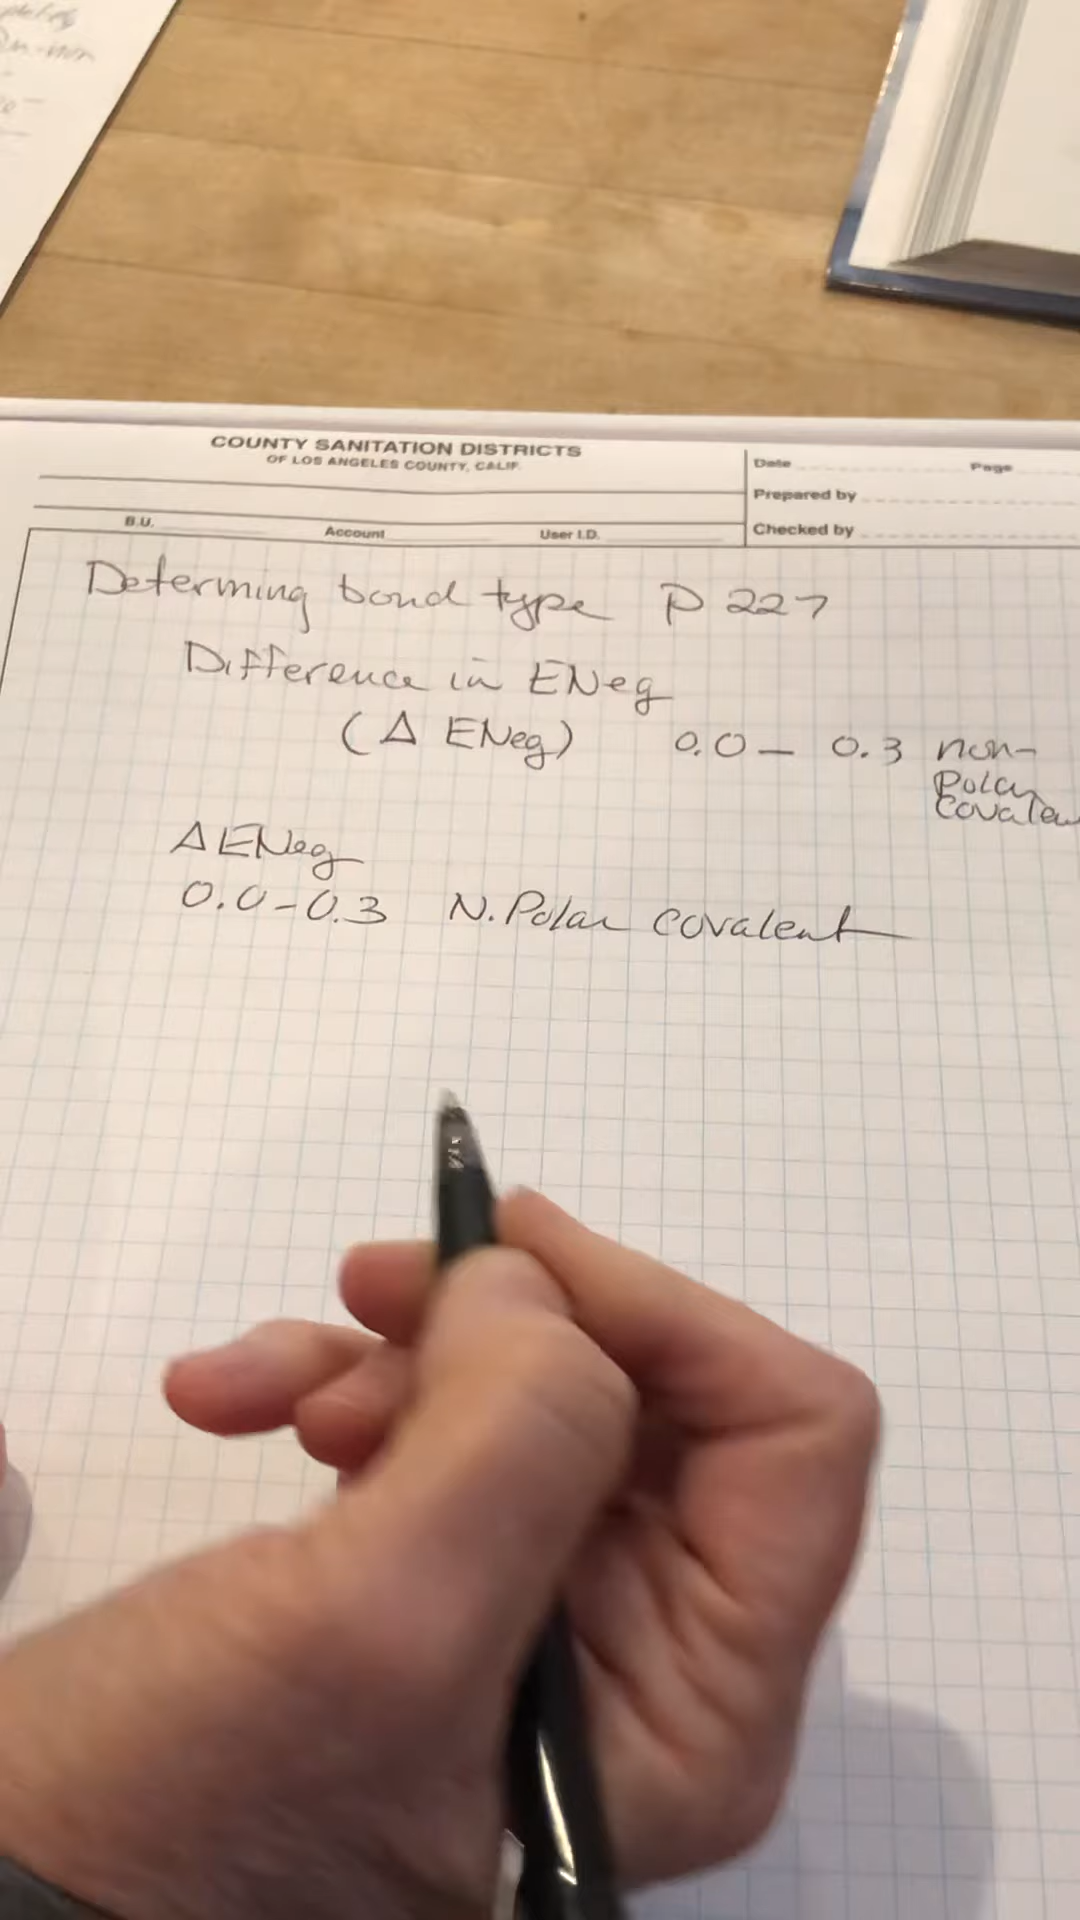 COUNTY SANITATION DISTRICTS
OF LOS ANGELES COUNTY, CALIF.
Date Page
Prepared by
Checked by
B.U. Account User I.D.
Determing bond type P 227
Difference in ENeg
(Δ ENeg) 0.0 - 0.3 non-
Polar
Covalen
Δ ENeg
0.0-0.3 N.Polar covalent